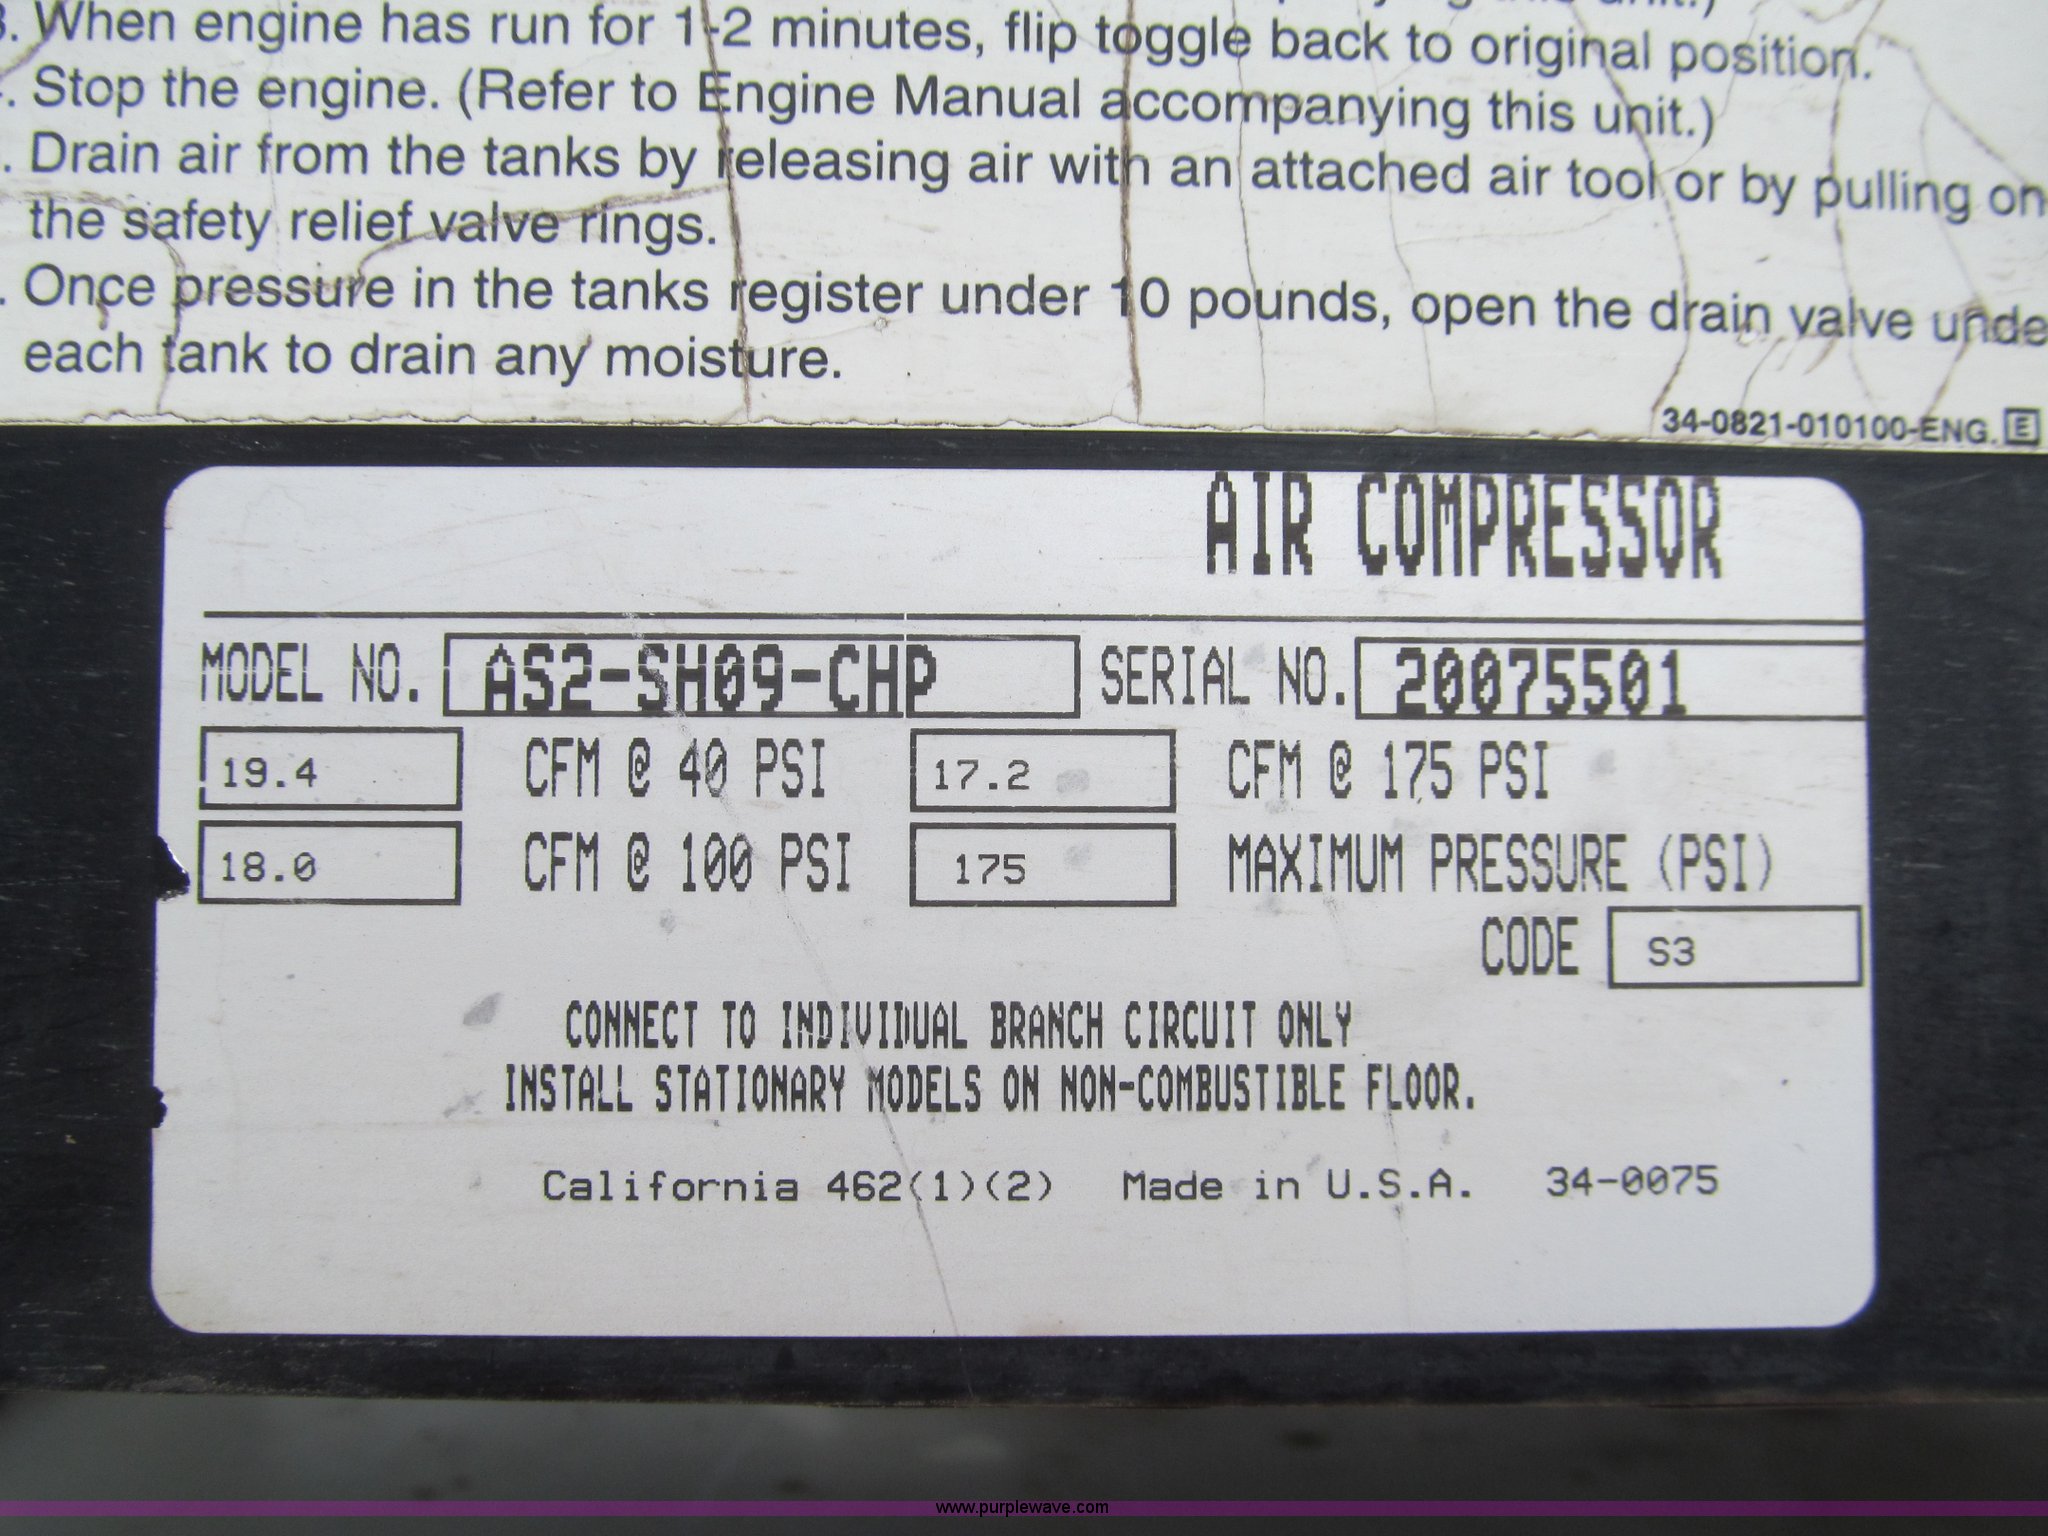 3. When engine has run for 1-2 minutes, flip toggle back to original position.
. Stop the engine. (Refer to Engine Manual accompanying this unit.)
. Drain air from the tanks by releasing air with an attached air tool or by pulling on
the safety relief valve rings.
. Once pressure in the tanks register under 10 pounds, open the drain valve unde
each tank to drain any moisture.
34-0821-010100-ENG. E
AIR COMPRESSOR
MODEL NO. AS2-SH09-CHP SERIAL NO. 20075501
19.4 CFM @ 40 PSI 17.2 CFM @ 175 PSI
18.0 CFM @ 100 PSI 175 MAXIMUM PRESSURE (PSI)
CODE S3
CONNECT TO INDIVIDUAL BRANCH CIRCUIT ONLY
INSTALL STATIONARY MODELS ON NON-COMBUSTIBLE FLOOR.
California 462(1)(2) Made in U.S.A. 34-0075
www.purplewave.com